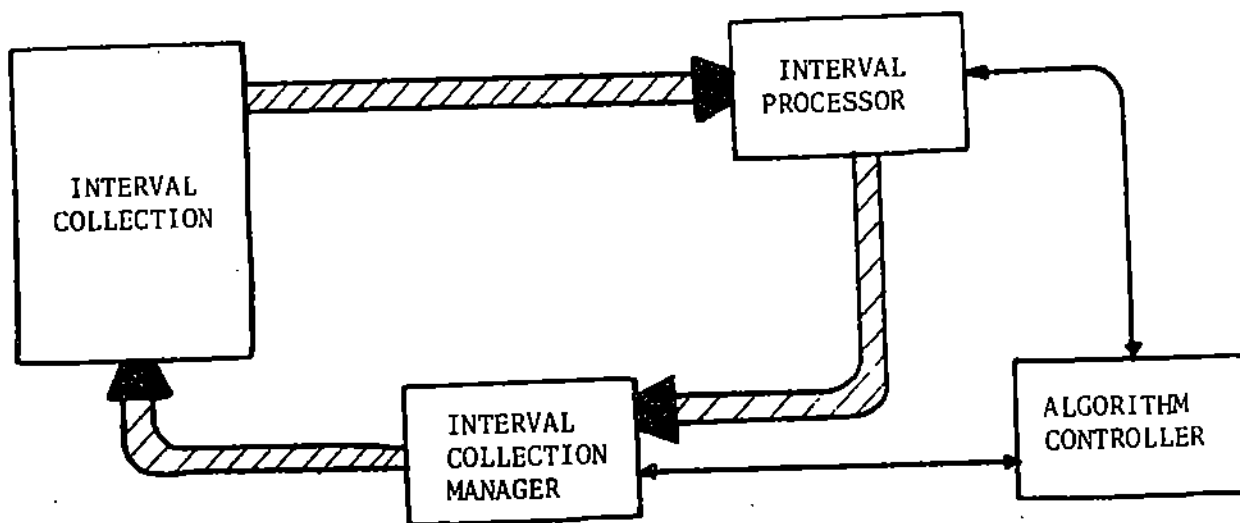 INTERVAL
PROCESSOR
INTERVAL
COLLECTION
INTERVAL
COLLECTION
MANAGER
ALGORITHM
CONTROLLER